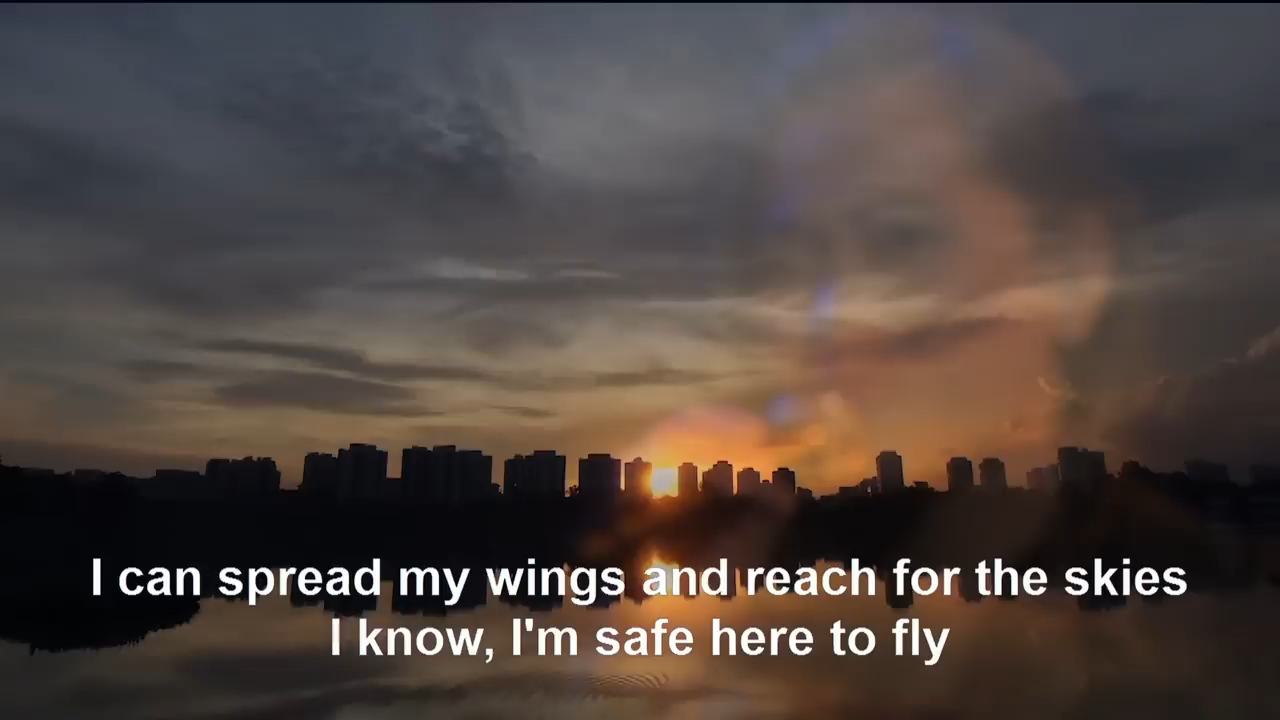 I can spread my wings and reach for the skies
I know, I'm safe here to fly